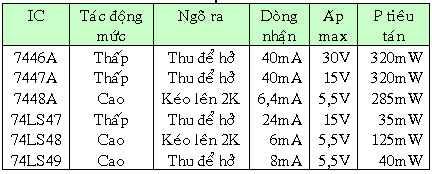 IC Tác động mức Ngõ ra Dòng nhận Áp max P tiêu tán
7446A Thấp Thu để hở 40mA 30V 320mW
7447A Thấp Thu để hở 40mA 15V 320mW
7448A Cao Kéo lên 2K 6,4mA 5,5V 285mW
74LS47 Thấp Thu để hở 24mA 15V 35mW
74LS48 Cao Kéo lên 2K 6mA 5,5V 125mW
74LS49 Cao Thu để hở 8mA 5,5V 40mW